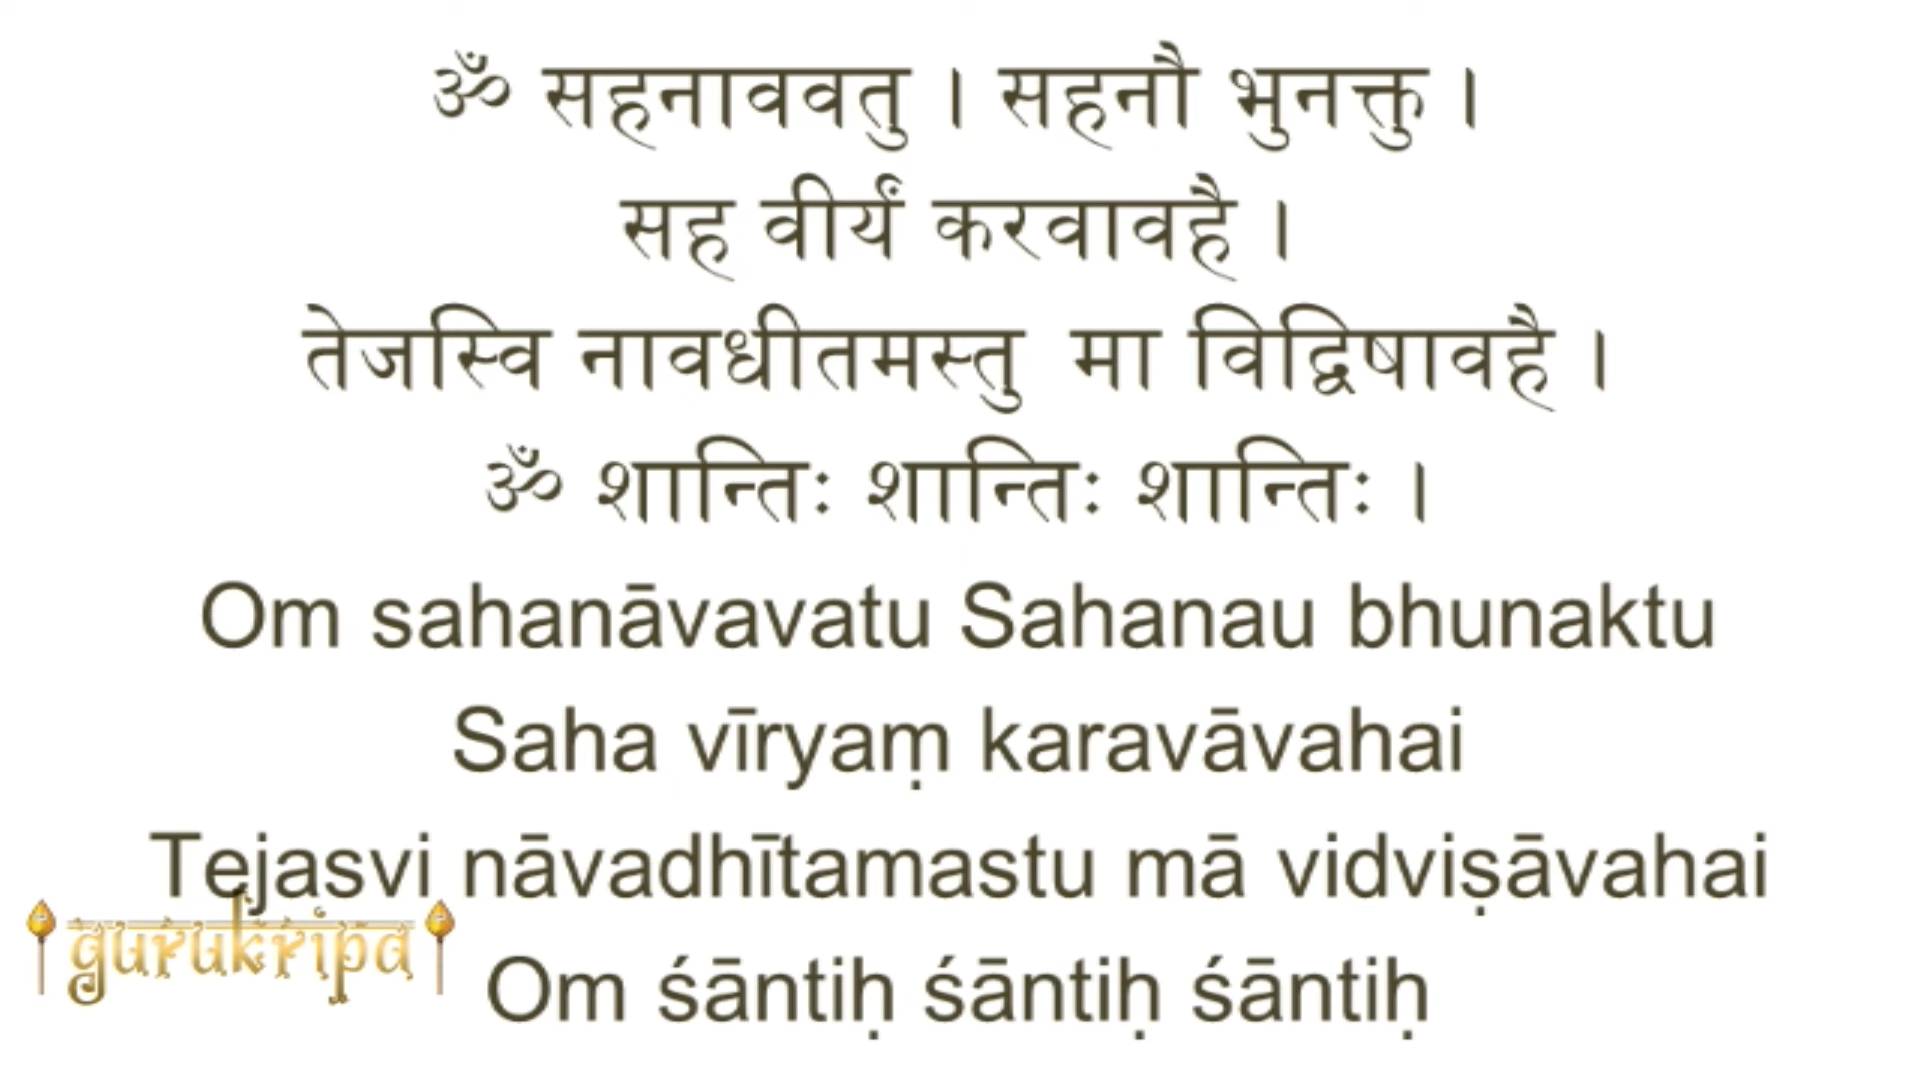 ॐ सहनाववतु । सहनौ भुनक्तु ।
सह वीर्यं करवावहै ।
तेजस्वि नावधीतमस्तु मा विद्विषावहै ।
ॐ शान्तिः शान्तिः शान्तिः ।
Om sahanāvavatu Sahanau bhunaktu
Saha vīryaṃ karavāvahai
Tejasvi nāvadhītamastu mā vidviṣāvahai
gurukripa
Om śāntiḥ śāntiḥ śāntiḥ